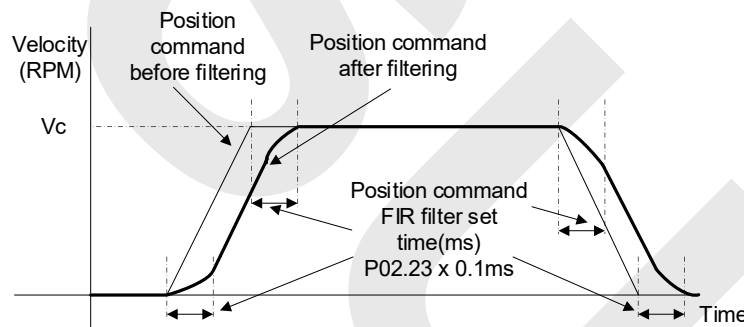 Position
command
before filtering
Velocity
(RPM)
Position command
after filtering
Vc
Position command
FIR filter set
time(ms)
P02.23 x 0.1ms
Time